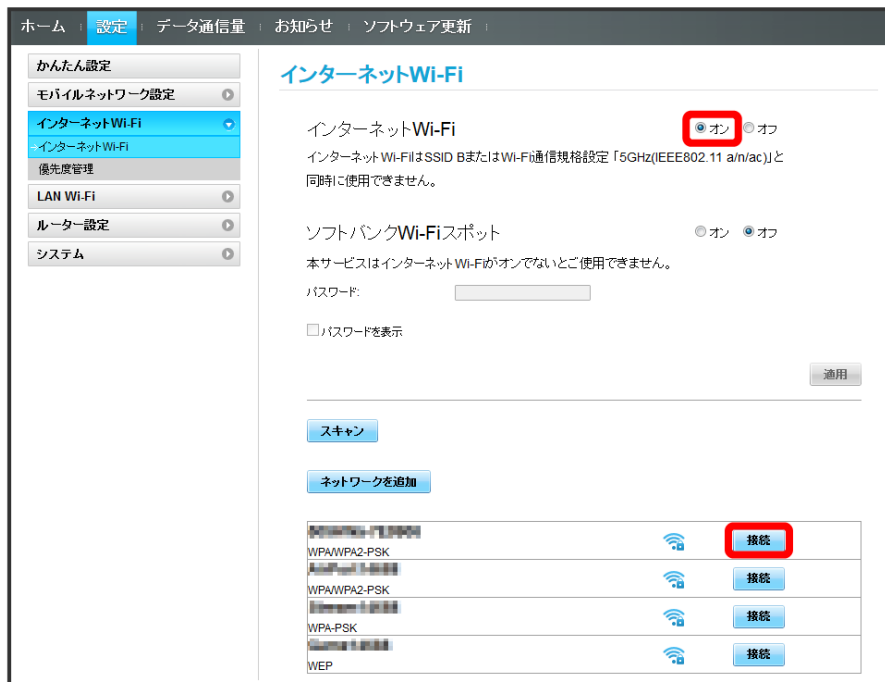 ホーム 設定 データ通信量 お知らせ ソフトウェア更新
かんたん設定
モバイルネットワーク設定
インターネットWi-Fi
インターネットWi-Fi
優先度管理
LAN Wi-Fi
ルーター設定
システム
インターネットWi-Fi
インターネットWi-Fi オン オフ
インターネットWi-FiはSSID BまたはWi-Fi通信規格設定「5GHz(IEEE802.11 a/n/ac)」と
同時に使用できません。
ソフトバンクWi-Fiスポット オン オフ
本サービスはインターネットWi-Fiがオンでないとご使用できません。
パスワード:
パスワードを表示
適用
スキャン
ネットワークを追加
WPA/WPA2-PSK 接続
WPA/WPA2-PSK 接続
WPA-PSK 接続
WEP 接続